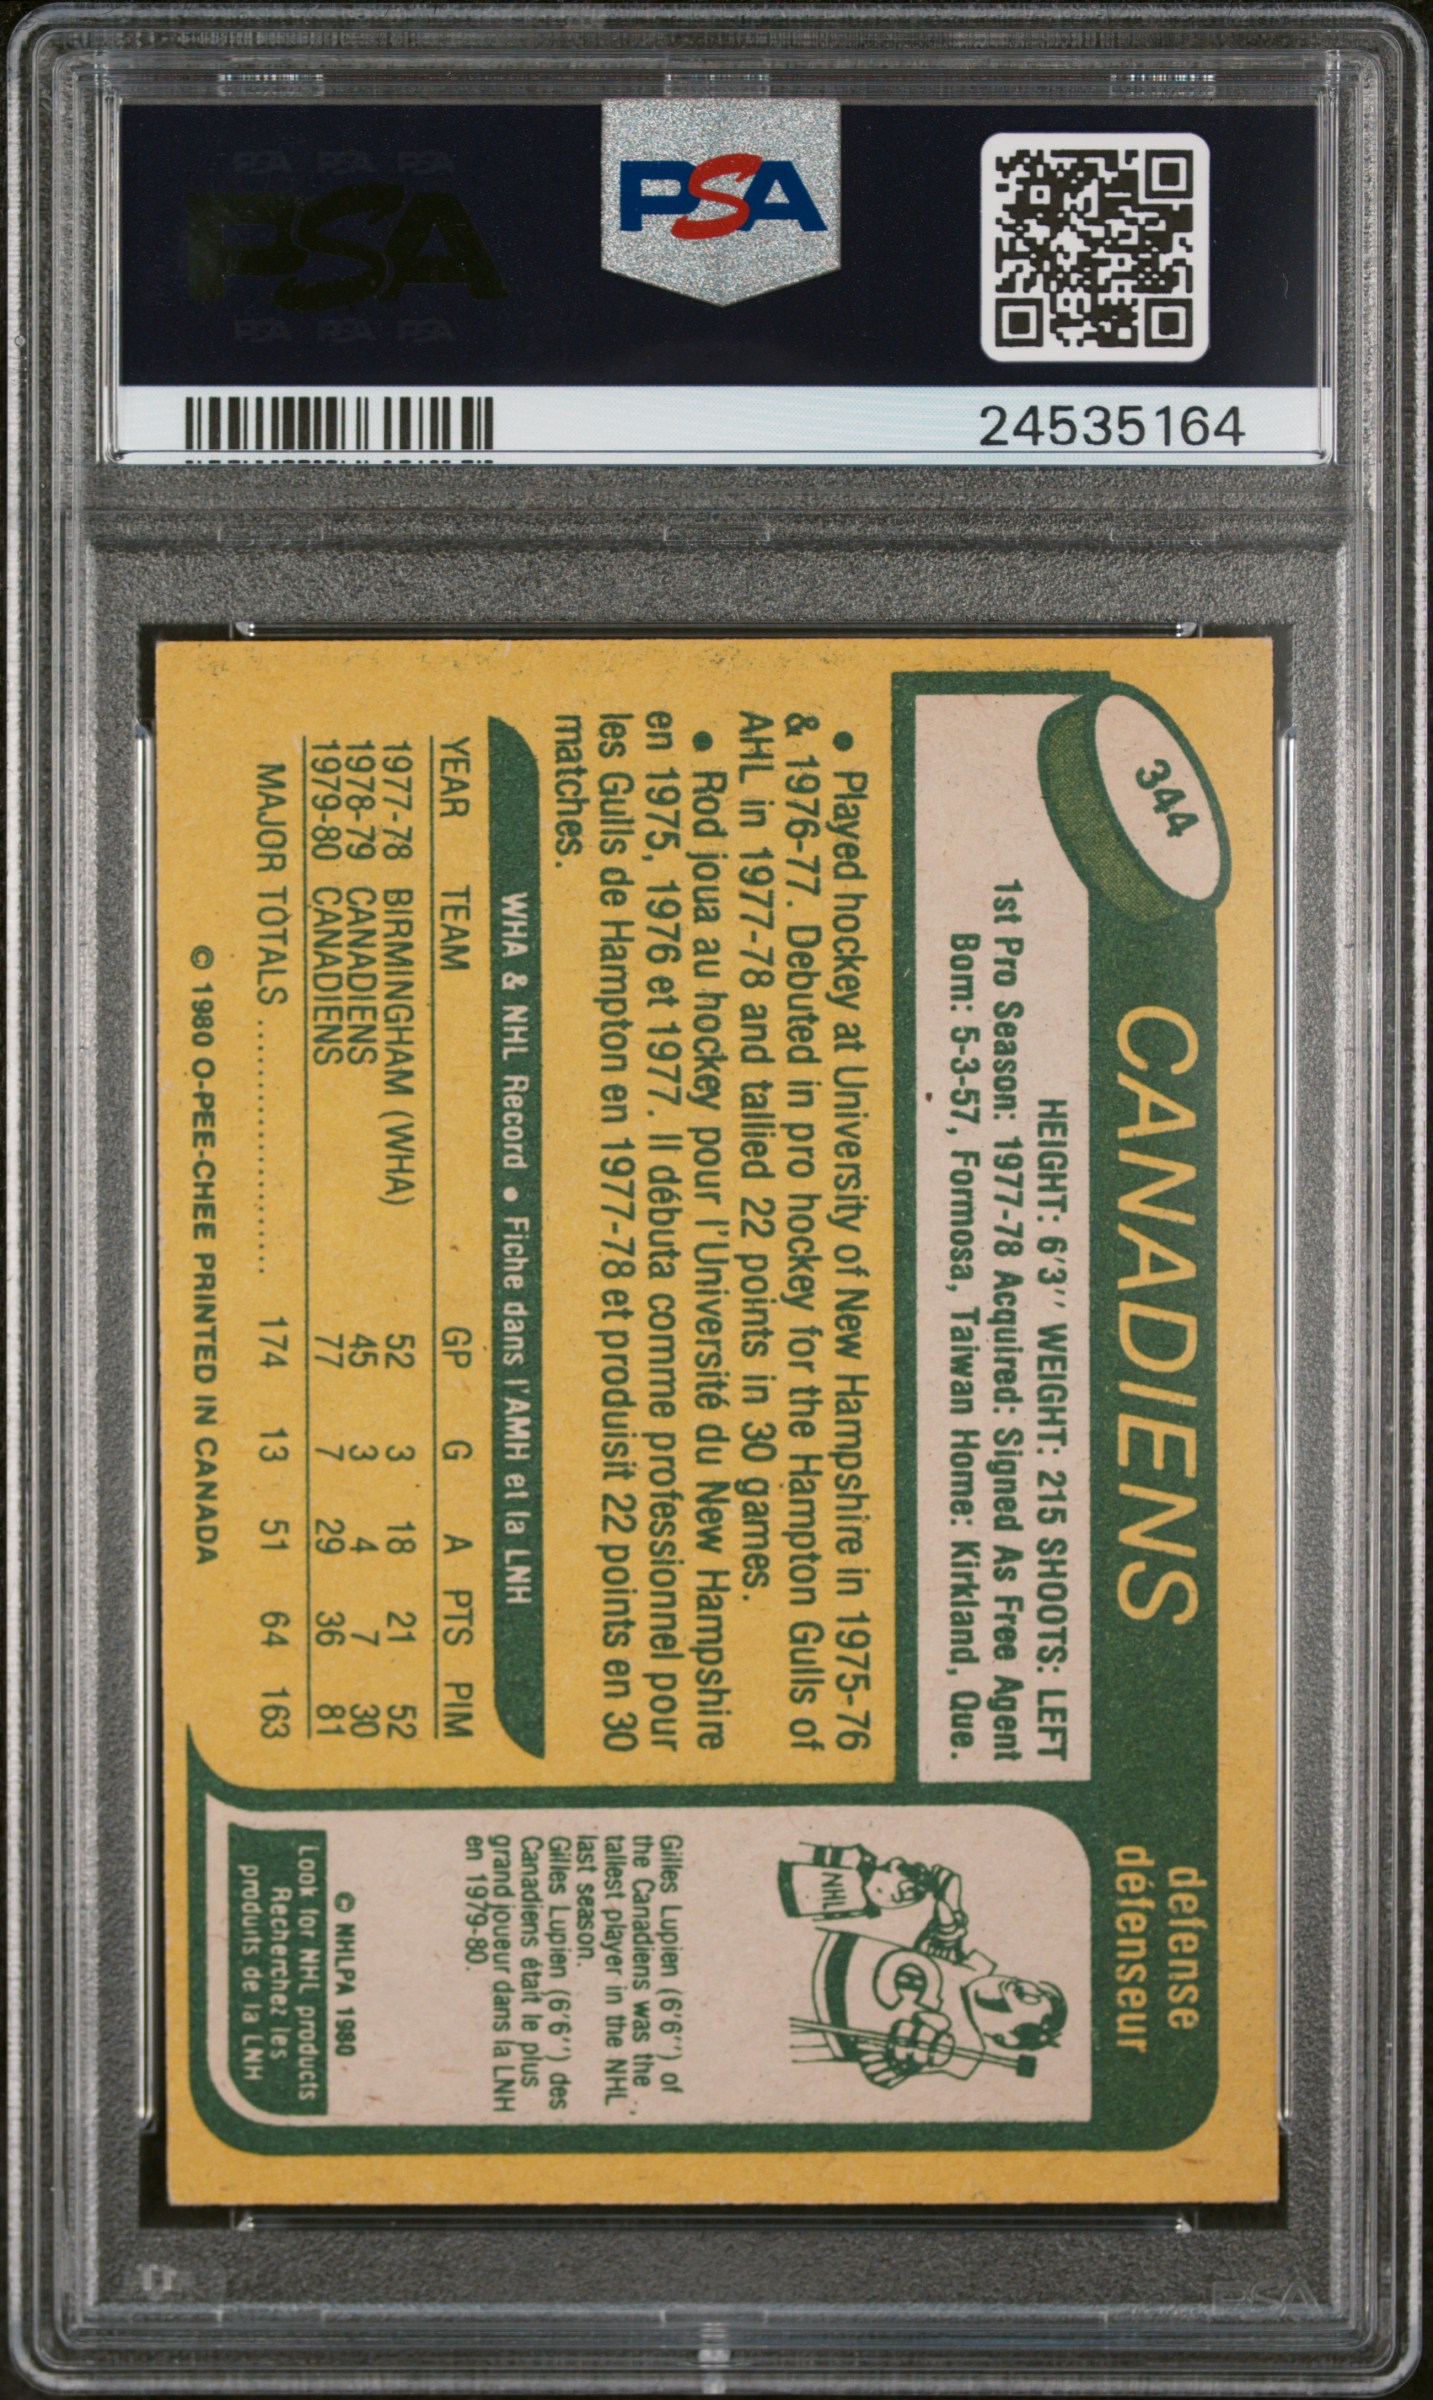 PSA
PSA PSA PSA
PSA
PSA PSA PSA
24535164
344
CANADIENS
defense
défenseur
HEIGHT: 6'3'' WEIGHT: 215 SHOOTS: LEFT
1st Pro Season: 1977-78 Acquired: Signed As Free Agent
Born: 5-3-57, Formosa, Taiwan Home: Kirkland, Que.
• Played hockey at University of New Hampshire in 1975-76
& 1976-77. Debuted in pro hockey for the Hampton Gulls of
AHL in 1977-78 and tallied 22 points in 30 games.
• Rod joua au hockey pour l'Université du New Hampshire
en 1975, 1976 et 1977. Il débuta comme professionnel pour
les Gulls de Hampton en 1977-78 et produisit 22 points en 30
matches.
WHA & NHL Record • Fiche dans l'AMH et la LNH
YEAR TEAM GP G A PTS PIM
1977-78 BIRMINGHAM (WHA) 52 3 18 21 52
1978-79 CANADIENS 45 3 4 7 30
1979-80 CANADIENS 77 7 29 36 81
MAJOR TOTALS ................... 174 13 51 64 163
© 1980 O-PEE-CHEE PRINTED IN CANADA
NHL
CH
Gilles Lupien (6'6'') of
the Canadiens was the
tallest player in the NHL
last season.
Gilles Lupien (6'6'') des
Canadiens était le plus
grand joueur dans la LNH
en 1979-80.
© NHLPA 1980
Look for NHL products
Recherchez les
produits de la LNH
PSA